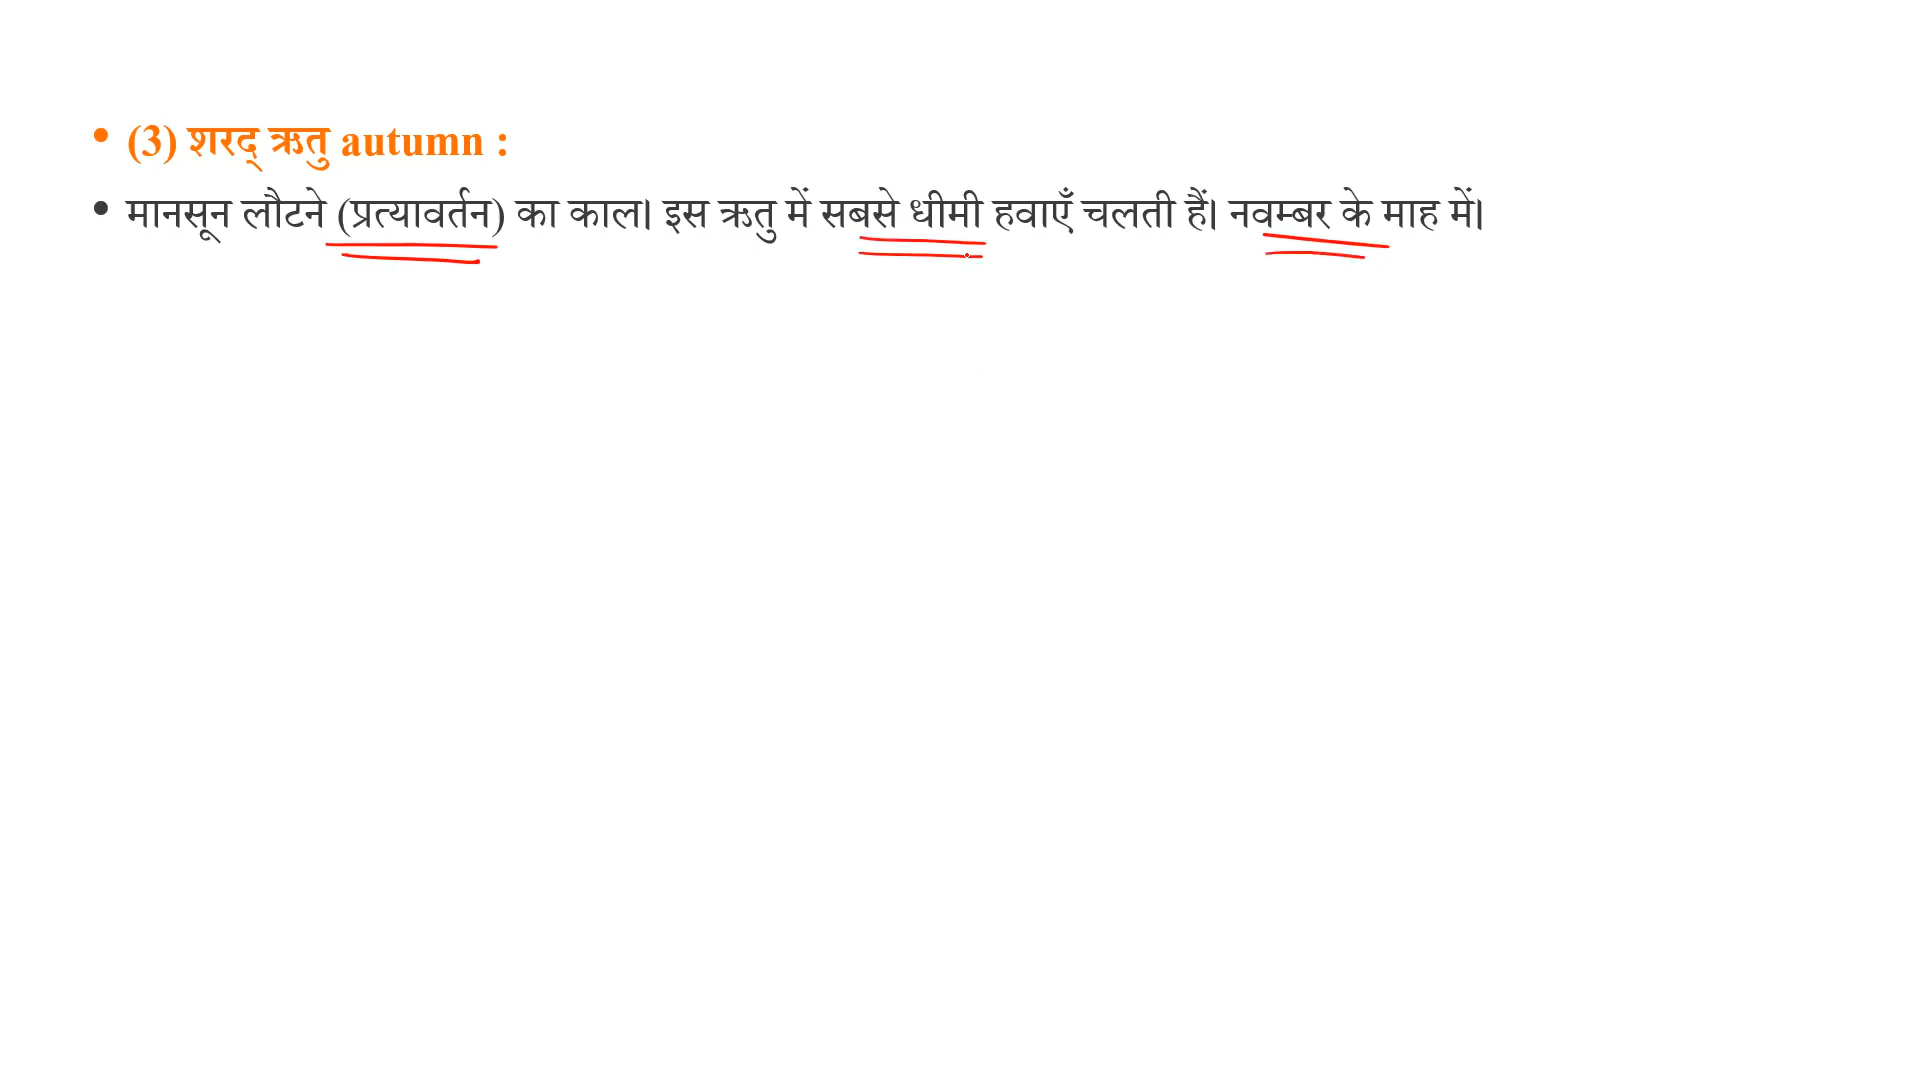 • (3) शरद् ऋतु autumn :
• मानसून लौटने (प्रत्यावर्तन) का काल। इस ऋतु में सबसे धीमी हवाएँ चलती हैं। नवम्बर के माह में।